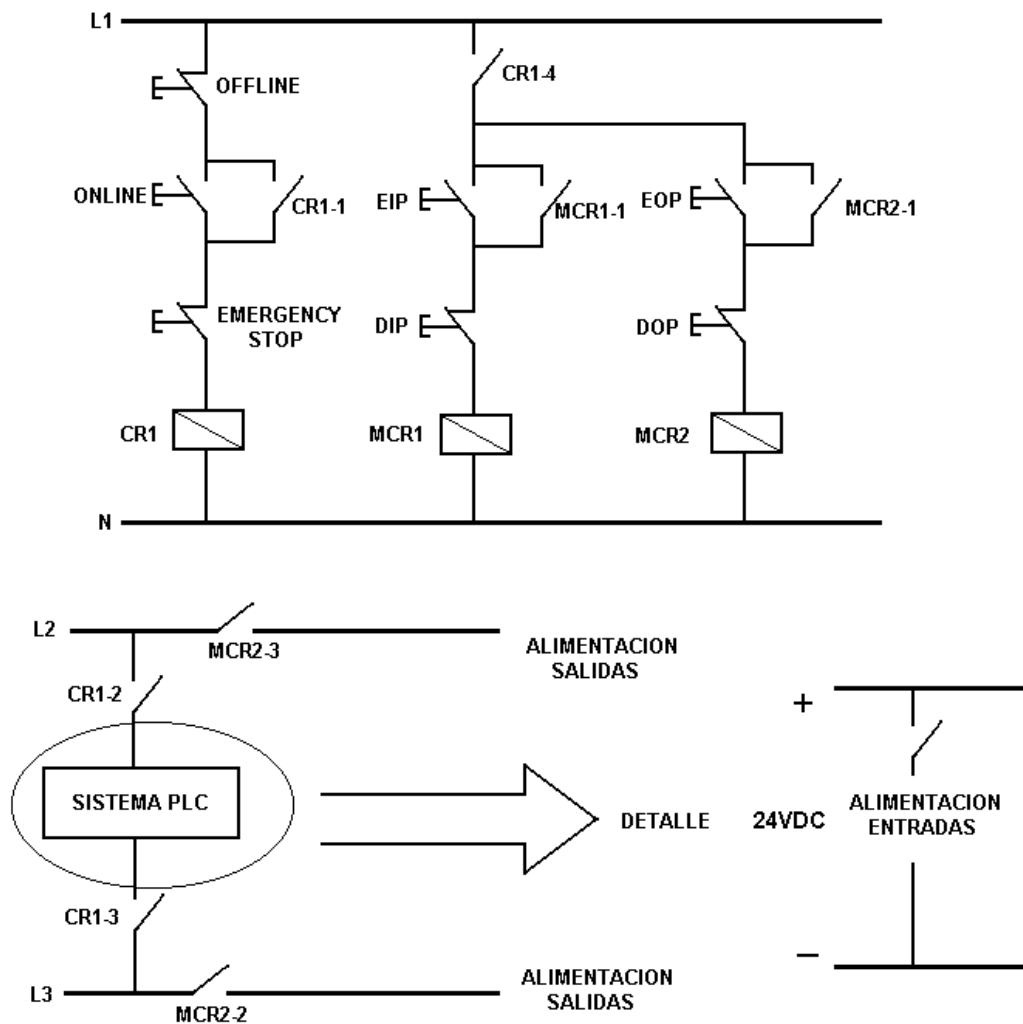 L1
OFFLINE
CR1-4
ONLINE
CR1-1
EIP
MCR1-1
EOP
MCR2-1
EMERGENCY
STOP
DIP
DOP
CR1
MCR1
MCR2
N
L2
MCR2-3
ALIMENTACION
SALIDAS
CR1-2
+
SISTEMA PLC
DETALLE
24VDC
ALIMENTACION
ENTRADAS
CR1-3
−
L3
MCR2-2
ALIMENTACION
SALIDAS